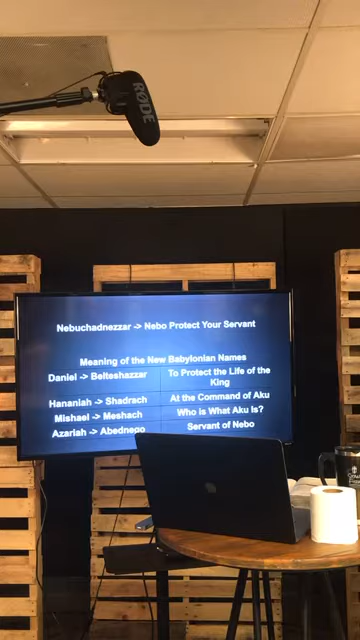 RØDE
Nebuchadnezzar -> Nebo Protect Your Servant
Meaning of the New Babylonian Names
Daniel -> Belteshazzar To Protect the Life of the
King
Hananiah -> Shadrach At the Command of Aku
Mishael -> Meshach Who is What Aku Is?
Azariah -> Abednego Servant of Nebo